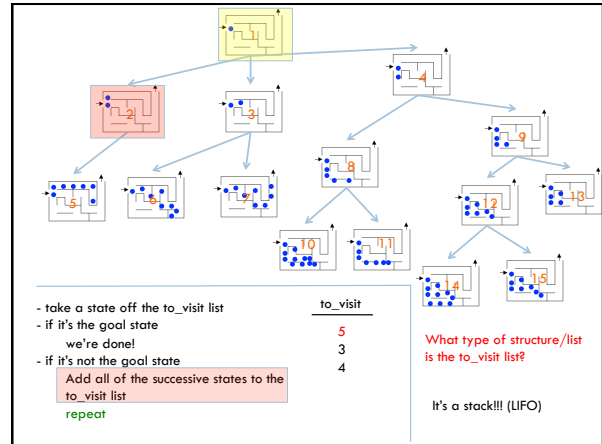 1
2
3
4
5
6
7
8
9
10
11
12
13
14
15
- take a state off the to_visit list
- if it's the goal state
we're done!
- if it's not the goal state
Add all of the successive states to the
to_visit list
repeat
to_visit
5
3
4
What type of structure/list
is the to_visit list?
It's a stack!!! (LIFO)